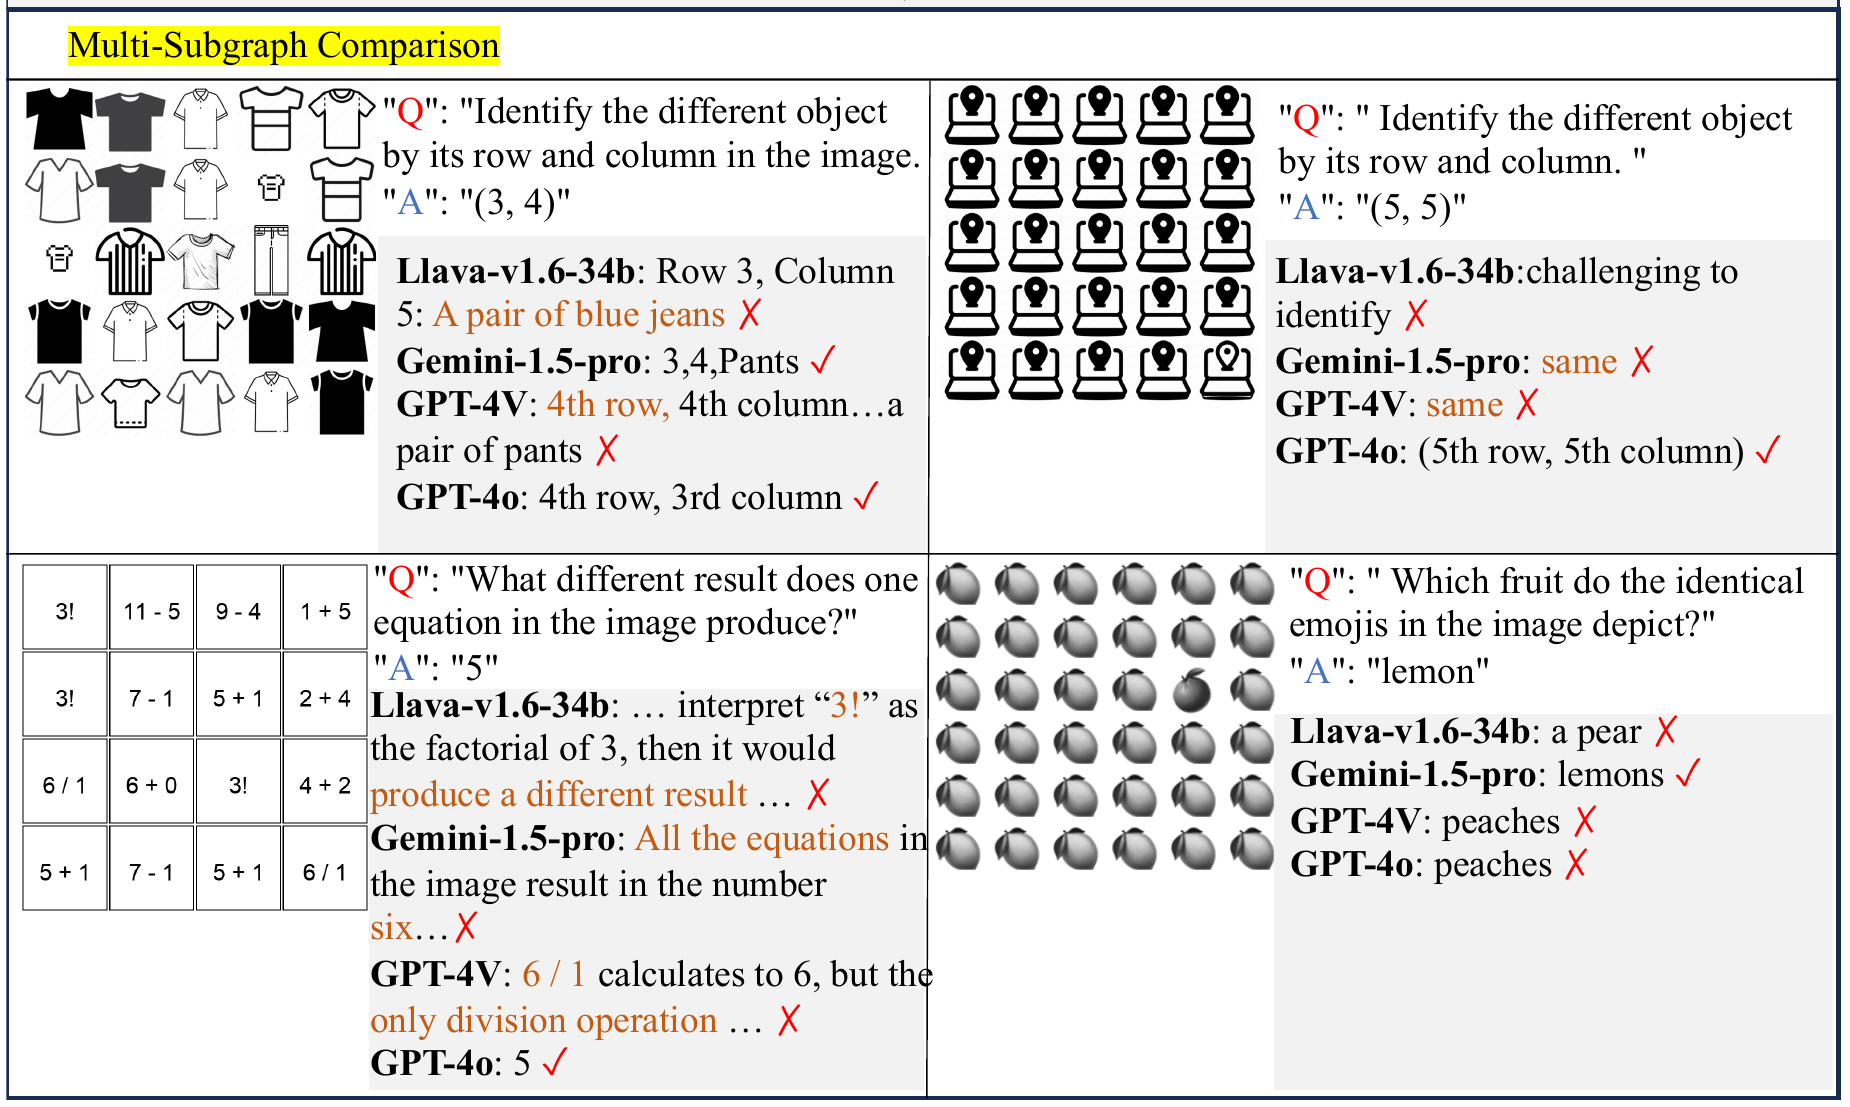 Multi-Subgraph Comparison
"Q": "Identify the different object
by its row and column in the image.
"A": "(3, 4)"
Llava-v1.6-34b: Row 3, Column
5: A pair of blue jeans ✗
Gemini-1.5-pro: 3,4,Pants ✓
GPT-4V: 4th row, 4th column…a
pair of pants ✗
GPT-4o: 4th row, 3rd column ✓
"Q": " Identify the different object
by its row and column. "
"A": "(5, 5)"
Llava-v1.6-34b:challenging to
identify ✗
Gemini-1.5-pro: same ✗
GPT-4V: same ✗
GPT-4o: (5th row, 5th column) ✓
3! 11 - 5 9 - 4 1 + 5
3! 7 - 1 5 + 1 2 + 4
6 / 1 6 + 0 3! 4 + 2
5 + 1 7 - 1 5 + 1 6 / 1
"Q": "What different result does one
equation in the image produce?"
"A": "5"
Llava-v1.6-34b: … interpret “3!” as
the factorial of 3, then it would
produce a different result … ✗
Gemini-1.5-pro: All the equations in
the image result in the number
six…✗
GPT-4V: 6 / 1 calculates to 6, but the
only division operation … ✗
GPT-4o: 5 ✓
"Q": " Which fruit do the identical
emojis in the image depict?"
"A": "lemon"
Llava-v1.6-34b: a pear ✗
Gemini-1.5-pro: lemons ✓
GPT-4V: peaches ✗
GPT-4o: peaches ✗